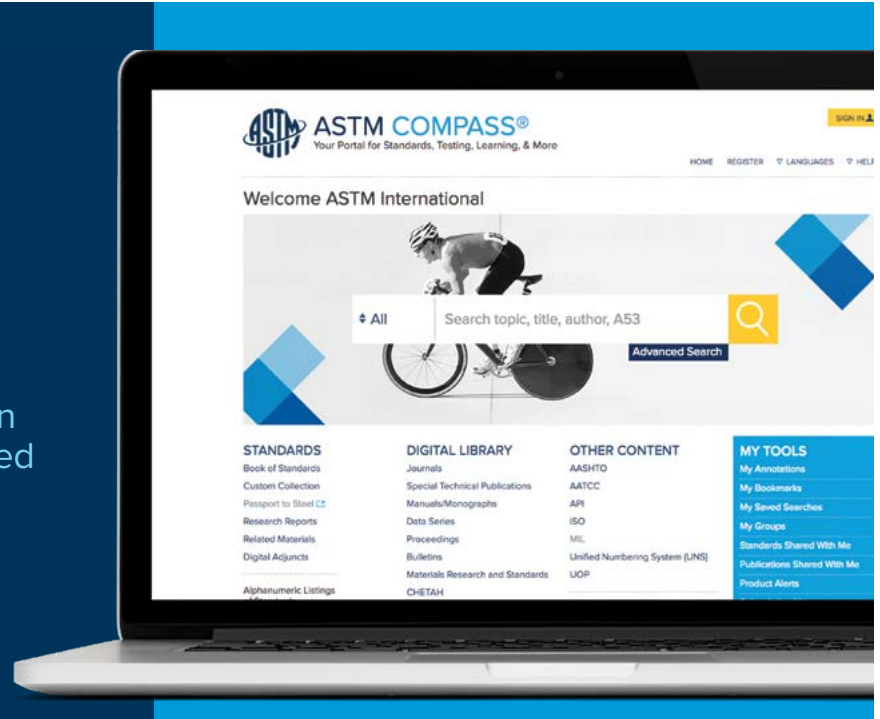 n
ed
ASTM
ASTM COMPASS®
Your Portal for Standards, Testing, Learning, & More
SIGN IN
HOME REGISTER ▽ LANGUAGES ▽ HELP
Welcome ASTM International
All
Search topic, title, author, A53
Advanced Search
STANDARDS
Book of Standards
Custom Collection
Passport to Steel
Research Reports
Related Materials
Digital Adjuncts
Alphanumeric Listings
DIGITAL LIBRARY
Journals
Special Technical Publications
Manuals/Monographs
Data Series
Proceedings
Bulletins
Materials Research and Standards
CHETAH
OTHER CONTENT
AASHTO
AATCC
API
ISO
MIL
Unified Numbering System (UNS)
UOP
MY TOOLS
My Annotations
My Bookmarks
My Saved Searches
My Groups
Standards Shared With Me
Publications Shared With Me
Product Alerts